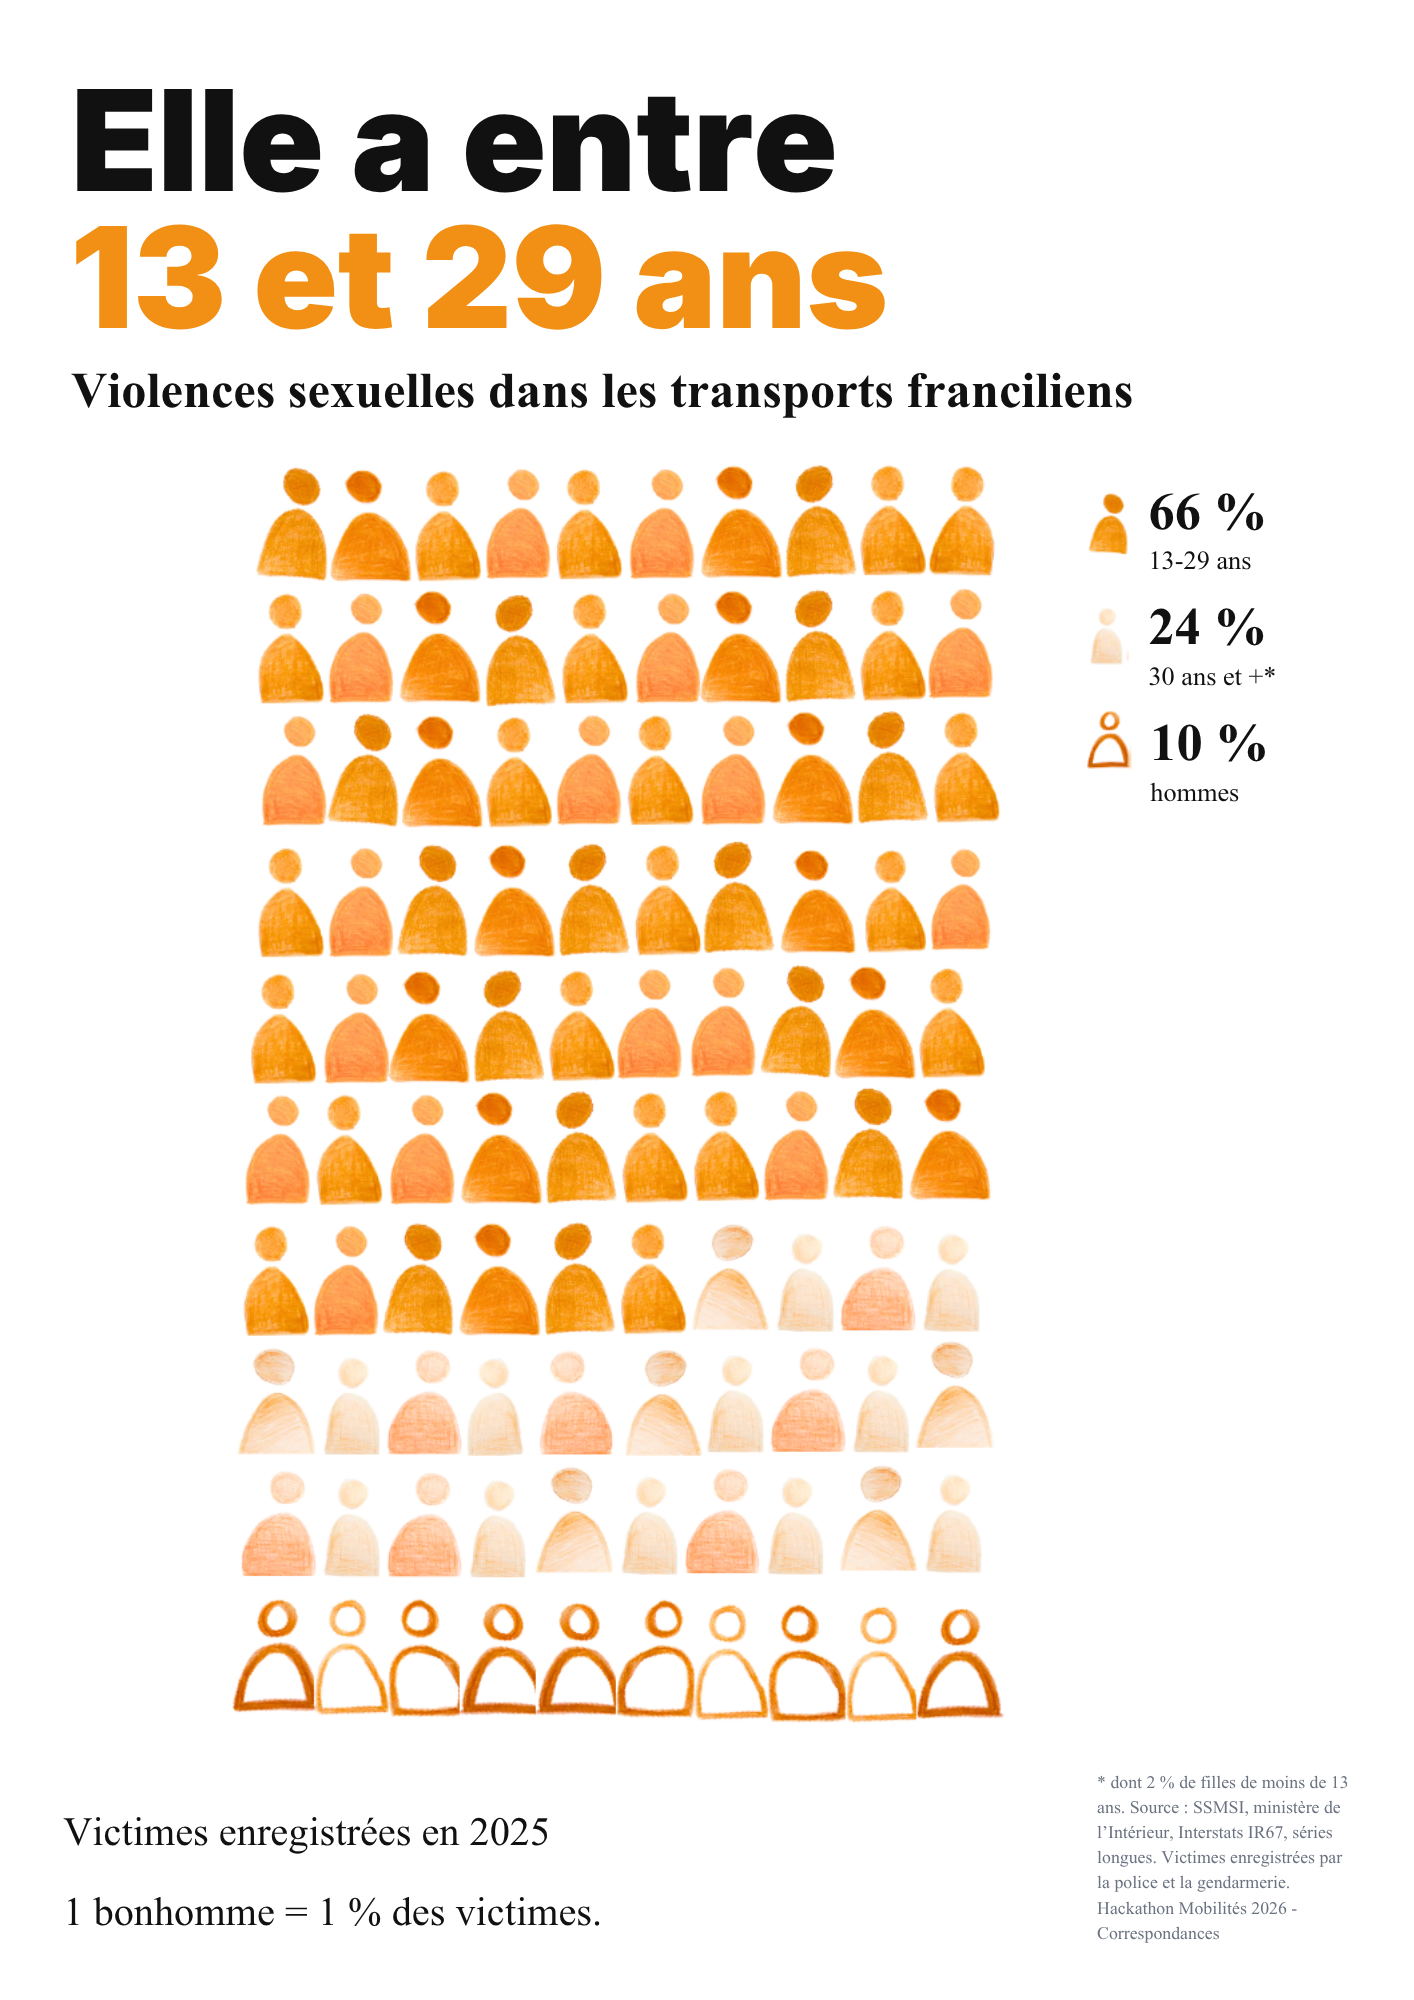 Elle a entre
13 et 29 ans
Violences sexuelles dans les transports franciliens
66 %
13-29 ans
24 %
30 ans et +*
10 %
hommes
Victimes enregistrées en 2025
1 bonhomme = 1 % des victimes.
* dont 2 % de filles de moins de 13
ans. Source : SSMSI, ministère de
l’Intérieur, Interstats IR67, séries
longues. Victimes enregistrées par
la police et la gendarmerie.
Hackathon Mobilités 2026 -
Correspondances